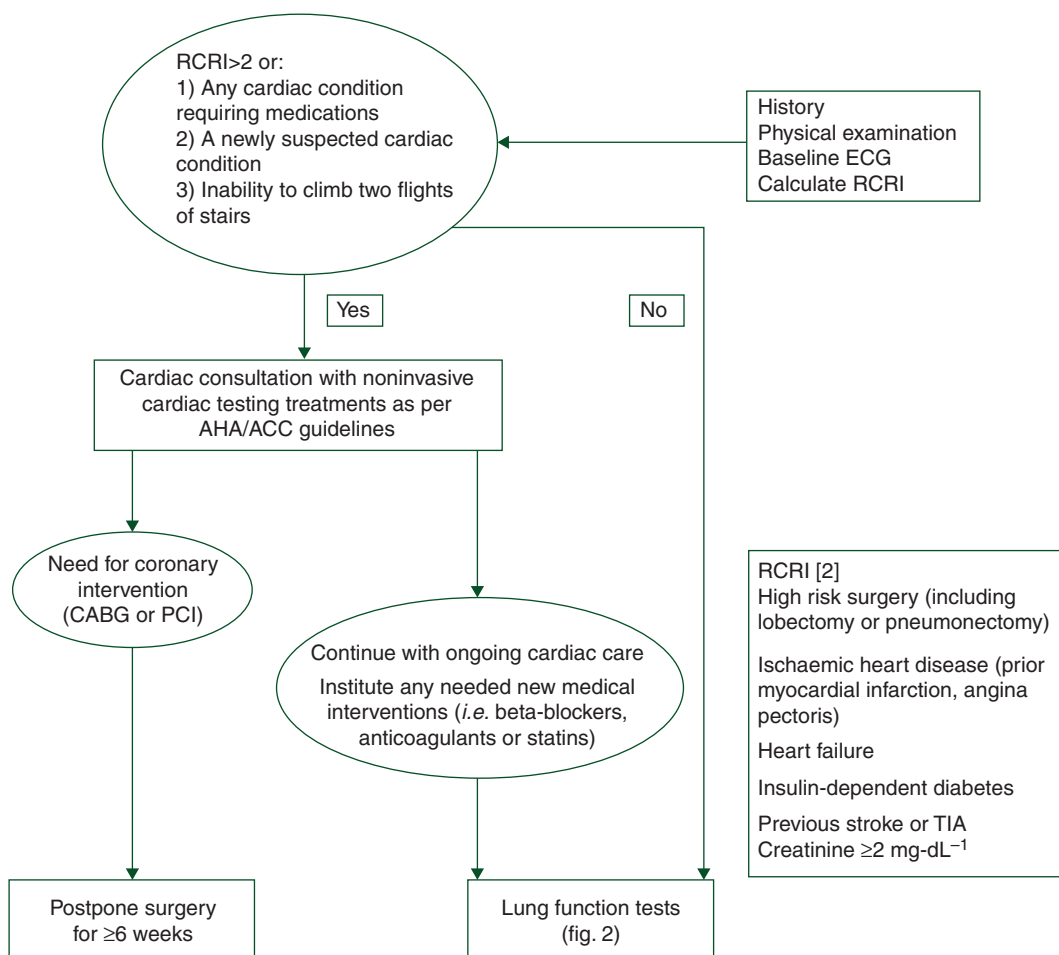 RCRI>2 or:
1) Any cardiac condition
requiring medications
2) A newly suspected cardiac
condition
3) Inability to climb two flights
of stairs
History
Physical examination
Baseline ECG
Calculate RCRI
Yes
No
Cardiac consultation with noninvasive
cardiac testing treatments as per
AHA/ACC guidelines
Need for coronary
intervention
(CABG or PCI)
Continue with ongoing cardiac care
Institute any needed new medical
interventions (i.e. beta-blockers,
anticoagulants or statins)
RCRI [2]
High risk surgery (including
lobectomy or pneumonectomy)
Ischaemic heart disease (prior
myocardial infarction, angina
pectoris)
Heart failure
Insulin-dependent diabetes
Previous stroke or TIA
Creatinine ≥2 mg-dL⁻¹
Postpone surgery
for ≥6 weeks
Lung function tests
(fig. 2)